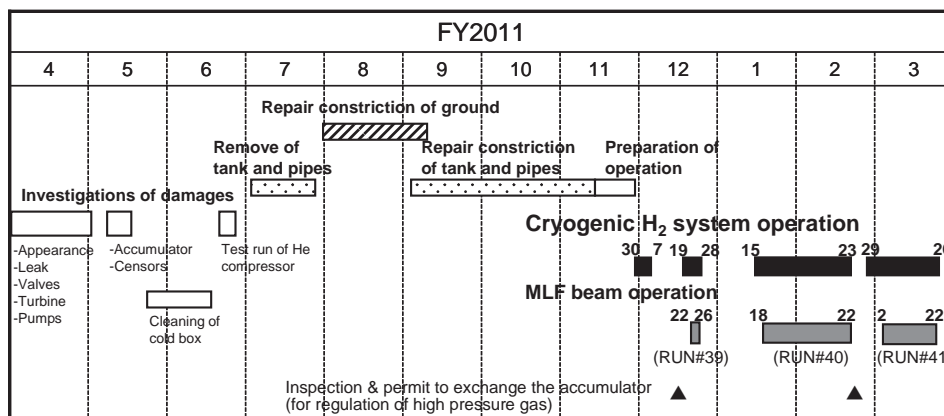 FY2011
4 5 6 7 8 9 10 11 12 1 2 3
Repair constriction of ground
Remove of
tank and pipes
Repair constriction
of tank and pipes
Preparation of
operation
Investigations of damages
-Appearance
-Leak
-Valves
-Turbine
-Pumps
-Accumulator
-Censors
Test run of He
compressor
Cleaning of
cold box
Cryogenic H₂ system operation
30 7 19 28 15 23 29
MLF beam operation
22 26 18 22 2 22
(RUN#39) (RUN#40) (RUN#41
Inspection & permit to exchange the accumulator
(for regulation of high pressure gas)